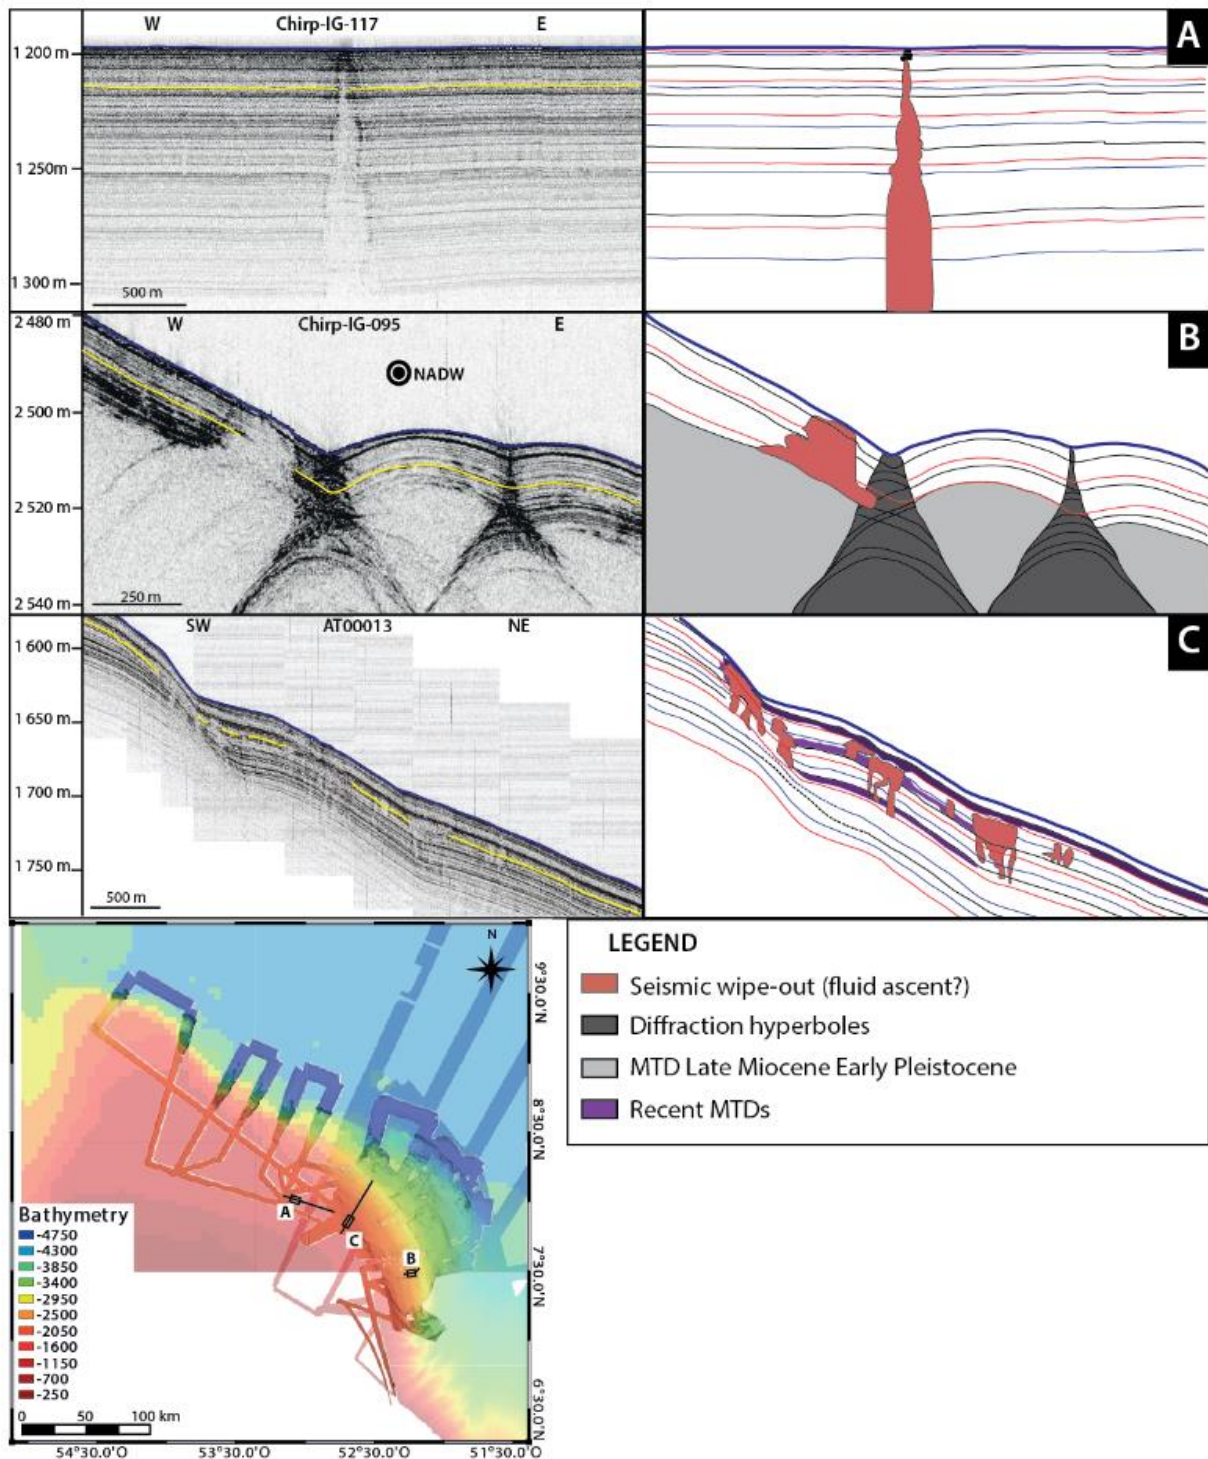 W Chirp-IG-117 E
A
1 200 m
1 250m
1 300 m
500 m
W Chirp-IG-095 E
B
2 480 m
NADW
2 500 m
2 520 m
2 540 m
250 m
SW AT00013 NE
C
1 600 m
1 650 m
1 700 m
1 750 m
500 m
N
9°30.0'N
8°30.0'N
7°30.0'N
6°30.0'N
A
C
B
Bathymetry
-4750
-4300
-3850
-3400
-2950
-2500
-2050
-1600
-1150
-700
-250
0 50 100 km
54°30.0'O 53°30.0'O 52°30.0'O 51°30.0'O
LEGEND
Seismic wipe-out (fluid ascent?)
Diffraction hyperboles
MTD Late Miocene Early Pleistocene
Recent MTDs